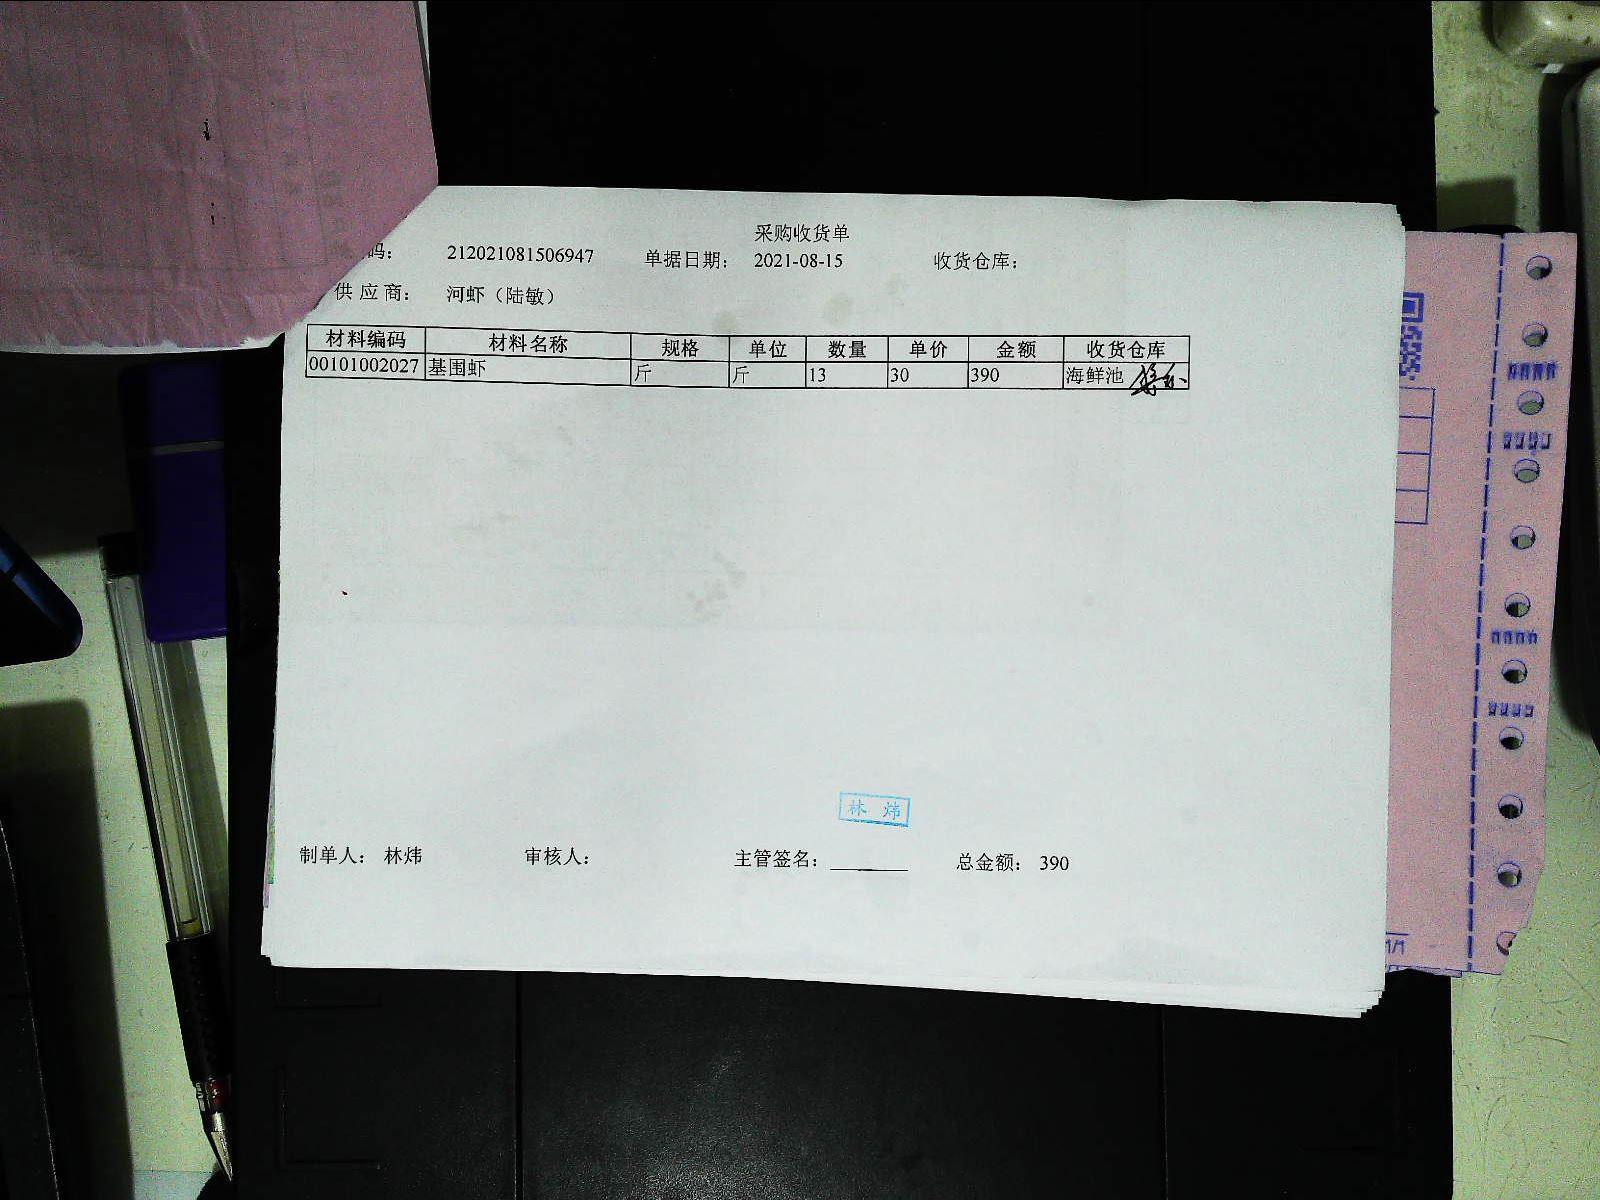 采购收货单
码： 212021081506947 单据日期： 2021-08-15 收货仓库：
供应商： 河虾（陆敏）
材料编码 材料名称 规格 单位 数量 单价 金额 收货仓库
00101002027 基围虾 斤 斤 13 30 390 海鲜池
林 炜
制单人： 林炜 审核人： 主管签名： 总金额： 390